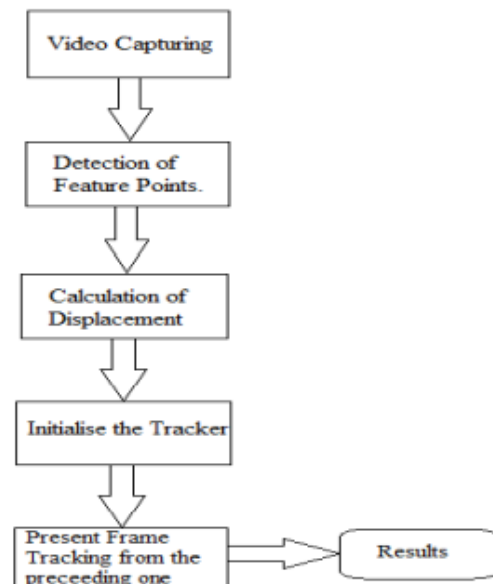 Video Capturing
Detection of
Feature Points.
Calculation of
Displacement
Initialise the Tracker
Present Frame
Tracking from the
preceeding one
Results